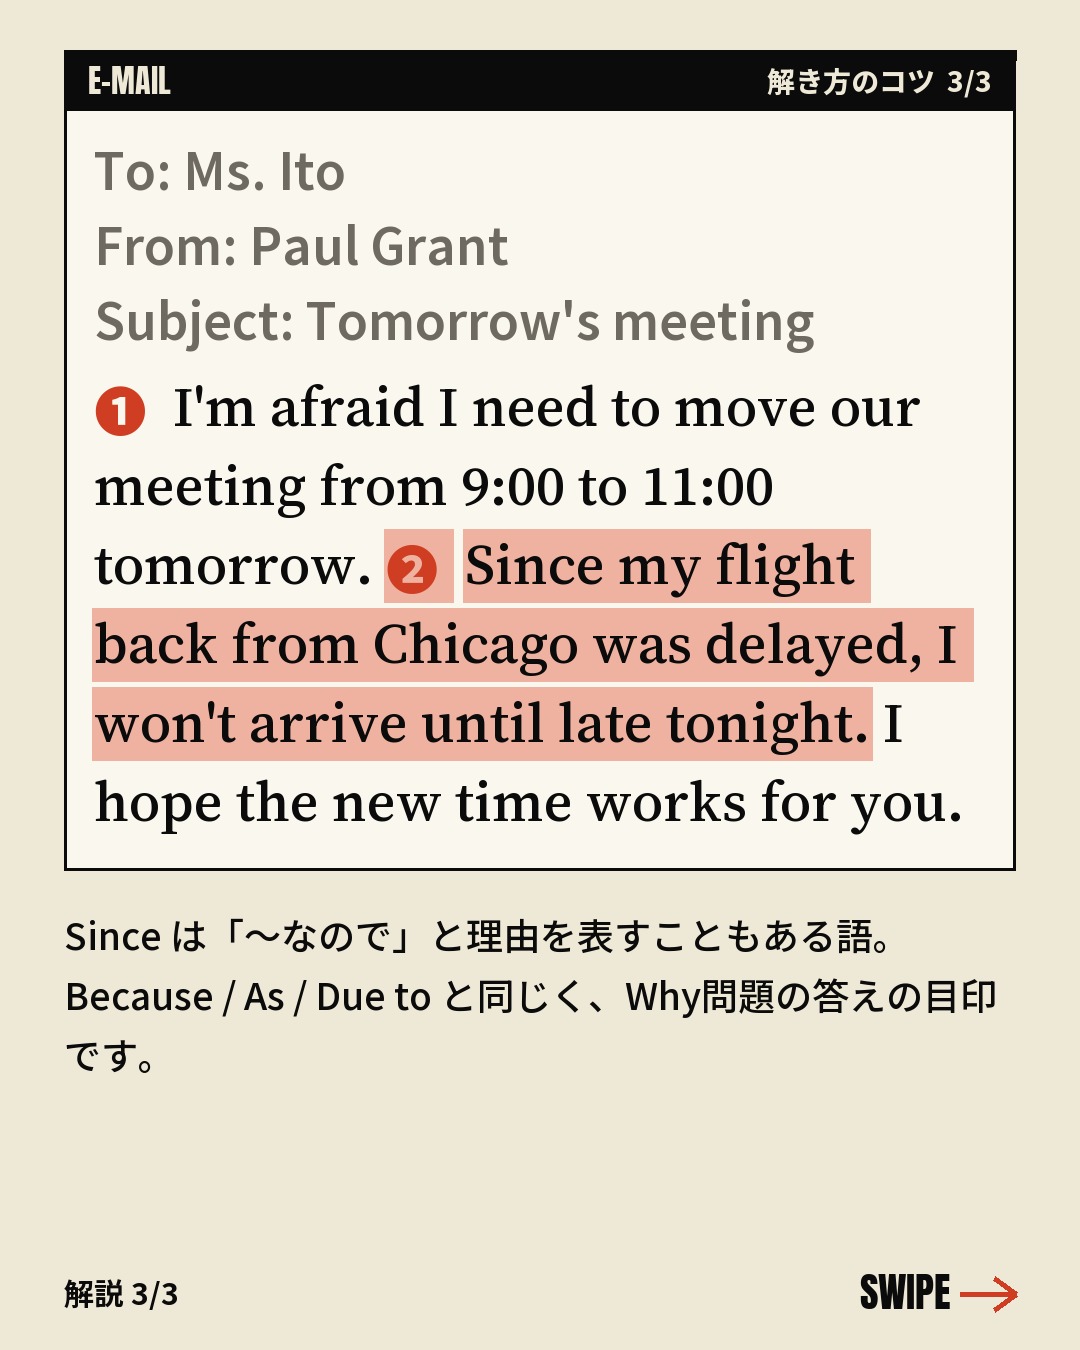 E-MAIL
解き方のコツ 3/3
To: Ms. Ito
From: Paul Grant
Subject: Tomorrow's meeting
❶ I'm afraid I need to move our
meeting from 9:00 to 11:00
tomorrow. ❷ Since my flight
back from Chicago was delayed, I
won't arrive until late tonight. I
hope the new time works for you.
Since は「〜なので」と理由を表すこともある語。
Because / As / Due to と同じく、Why問題の答えの目印
です。
解説 3/3
SWIPE →